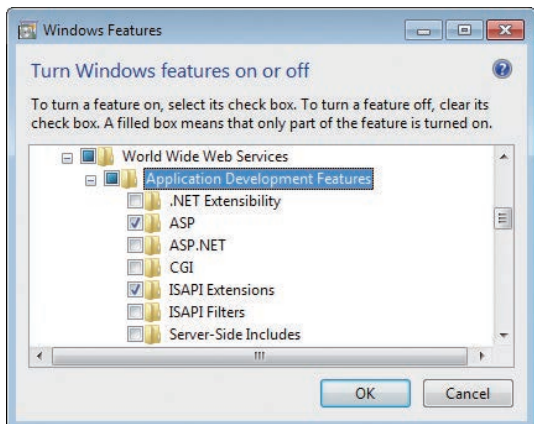 Windows Features
Turn Windows features on or off
To turn a feature on, select its check box. To turn a feature off, clear its
check box. A filled box means that only part of the feature is turned on.
World Wide Web Services
Application Development Features
.NET Extensibility
ASP
ASP.NET
CGI
ISAPI Extensions
ISAPI Filters
Server-Side Includes
OK Cancel